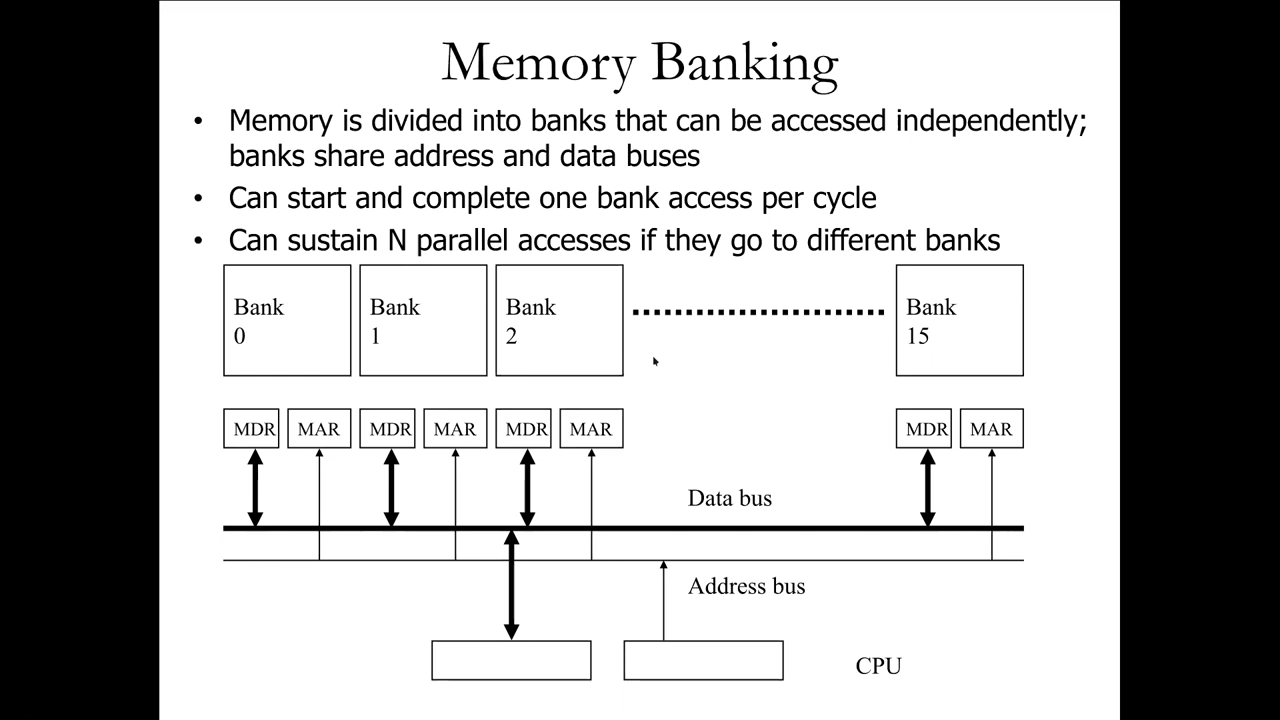 Memory Banking
• Memory is divided into banks that can be accessed independently;
banks share address and data buses
• Can start and complete one bank access per cycle
• Can sustain N parallel accesses if they go to different banks
Bank
0
Bank
1
Bank
2
Bank
15
MDR MAR MDR MAR MDR MAR MDR MAR
Data bus
Address bus
CPU